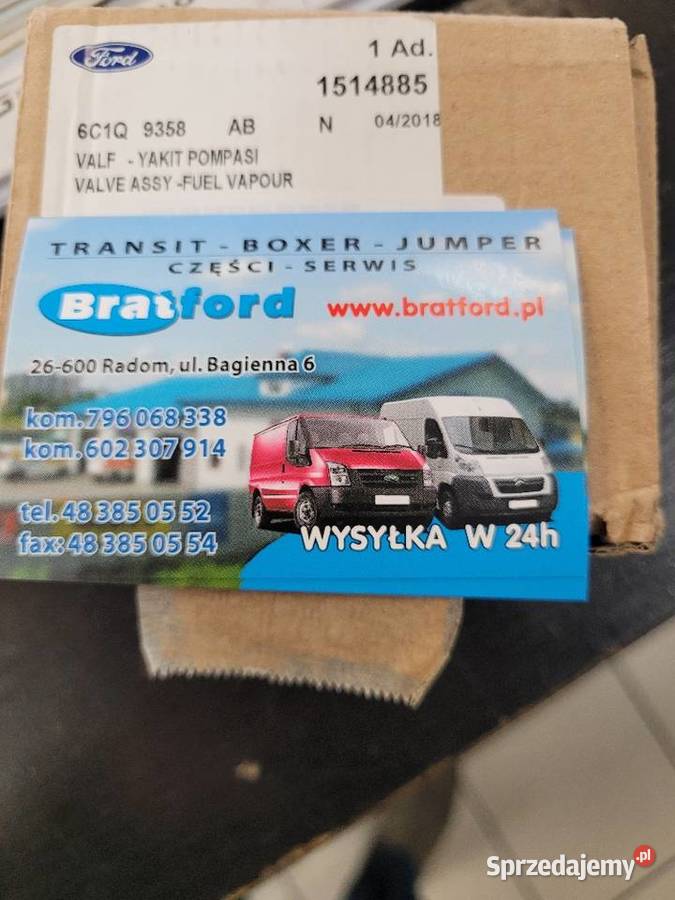 Ford
1 Ad.
1514885
6C1Q 9358 AB N 04/2018
VALF - YAKIT POMPASI
VALVE ASSY -FUEL VAPOUR
TRANSIT - BOXER - JUMPER
CZĘŚCI - SERWIS
Bratford www.bratford.pl
26-600 Radom, ul. Bagienna 6
kom.796 068 338
kom.602 307 914
tel.48 385 05 52
fax:48 385 05 54
WYSYŁKA W 24h
Sprzedajemy.pl